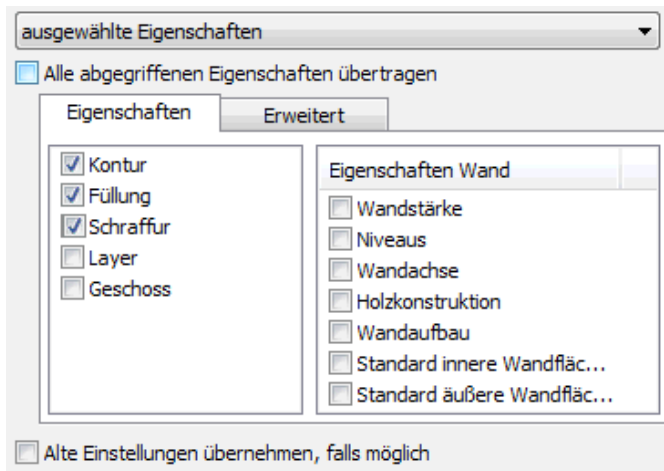 ausgewählte Eigenschaften
Alle abgegriffenen Eigenschaften übertragen
Eigenschaften
Erweitert
Kontur
Füllung
Schraffur
Layer
Geschoss
Eigenschaften Wand
Wandstärke
Niveaus
Wandachse
Holzkonstruktion
Wandaufbau
Standard innere Wandfläc...
Standard äußere Wandfläc...
Alte Einstellungen übernehmen, falls möglich